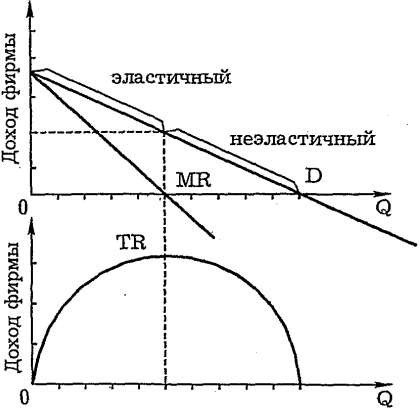 Доход фирмы
эластичный
неэластичный
MR
D
0
Q
Доход фирмы
TR
0
Q